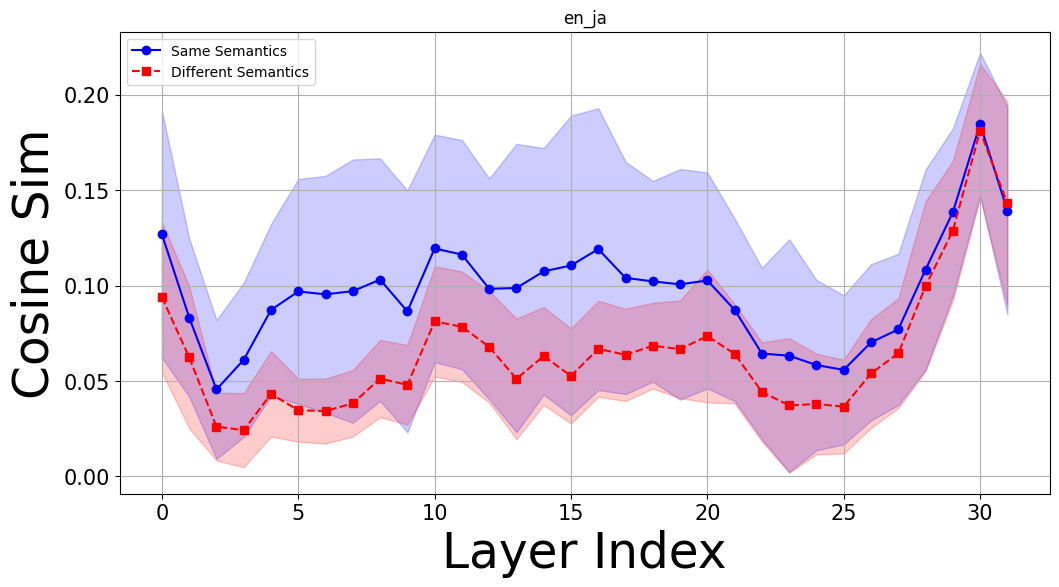 en_ja
Same Semantics
Different Semantics
Cosine Sim
0.20
0.15
0.10
0.05
0.00
0 5 10 15 20 25 30
Layer Index